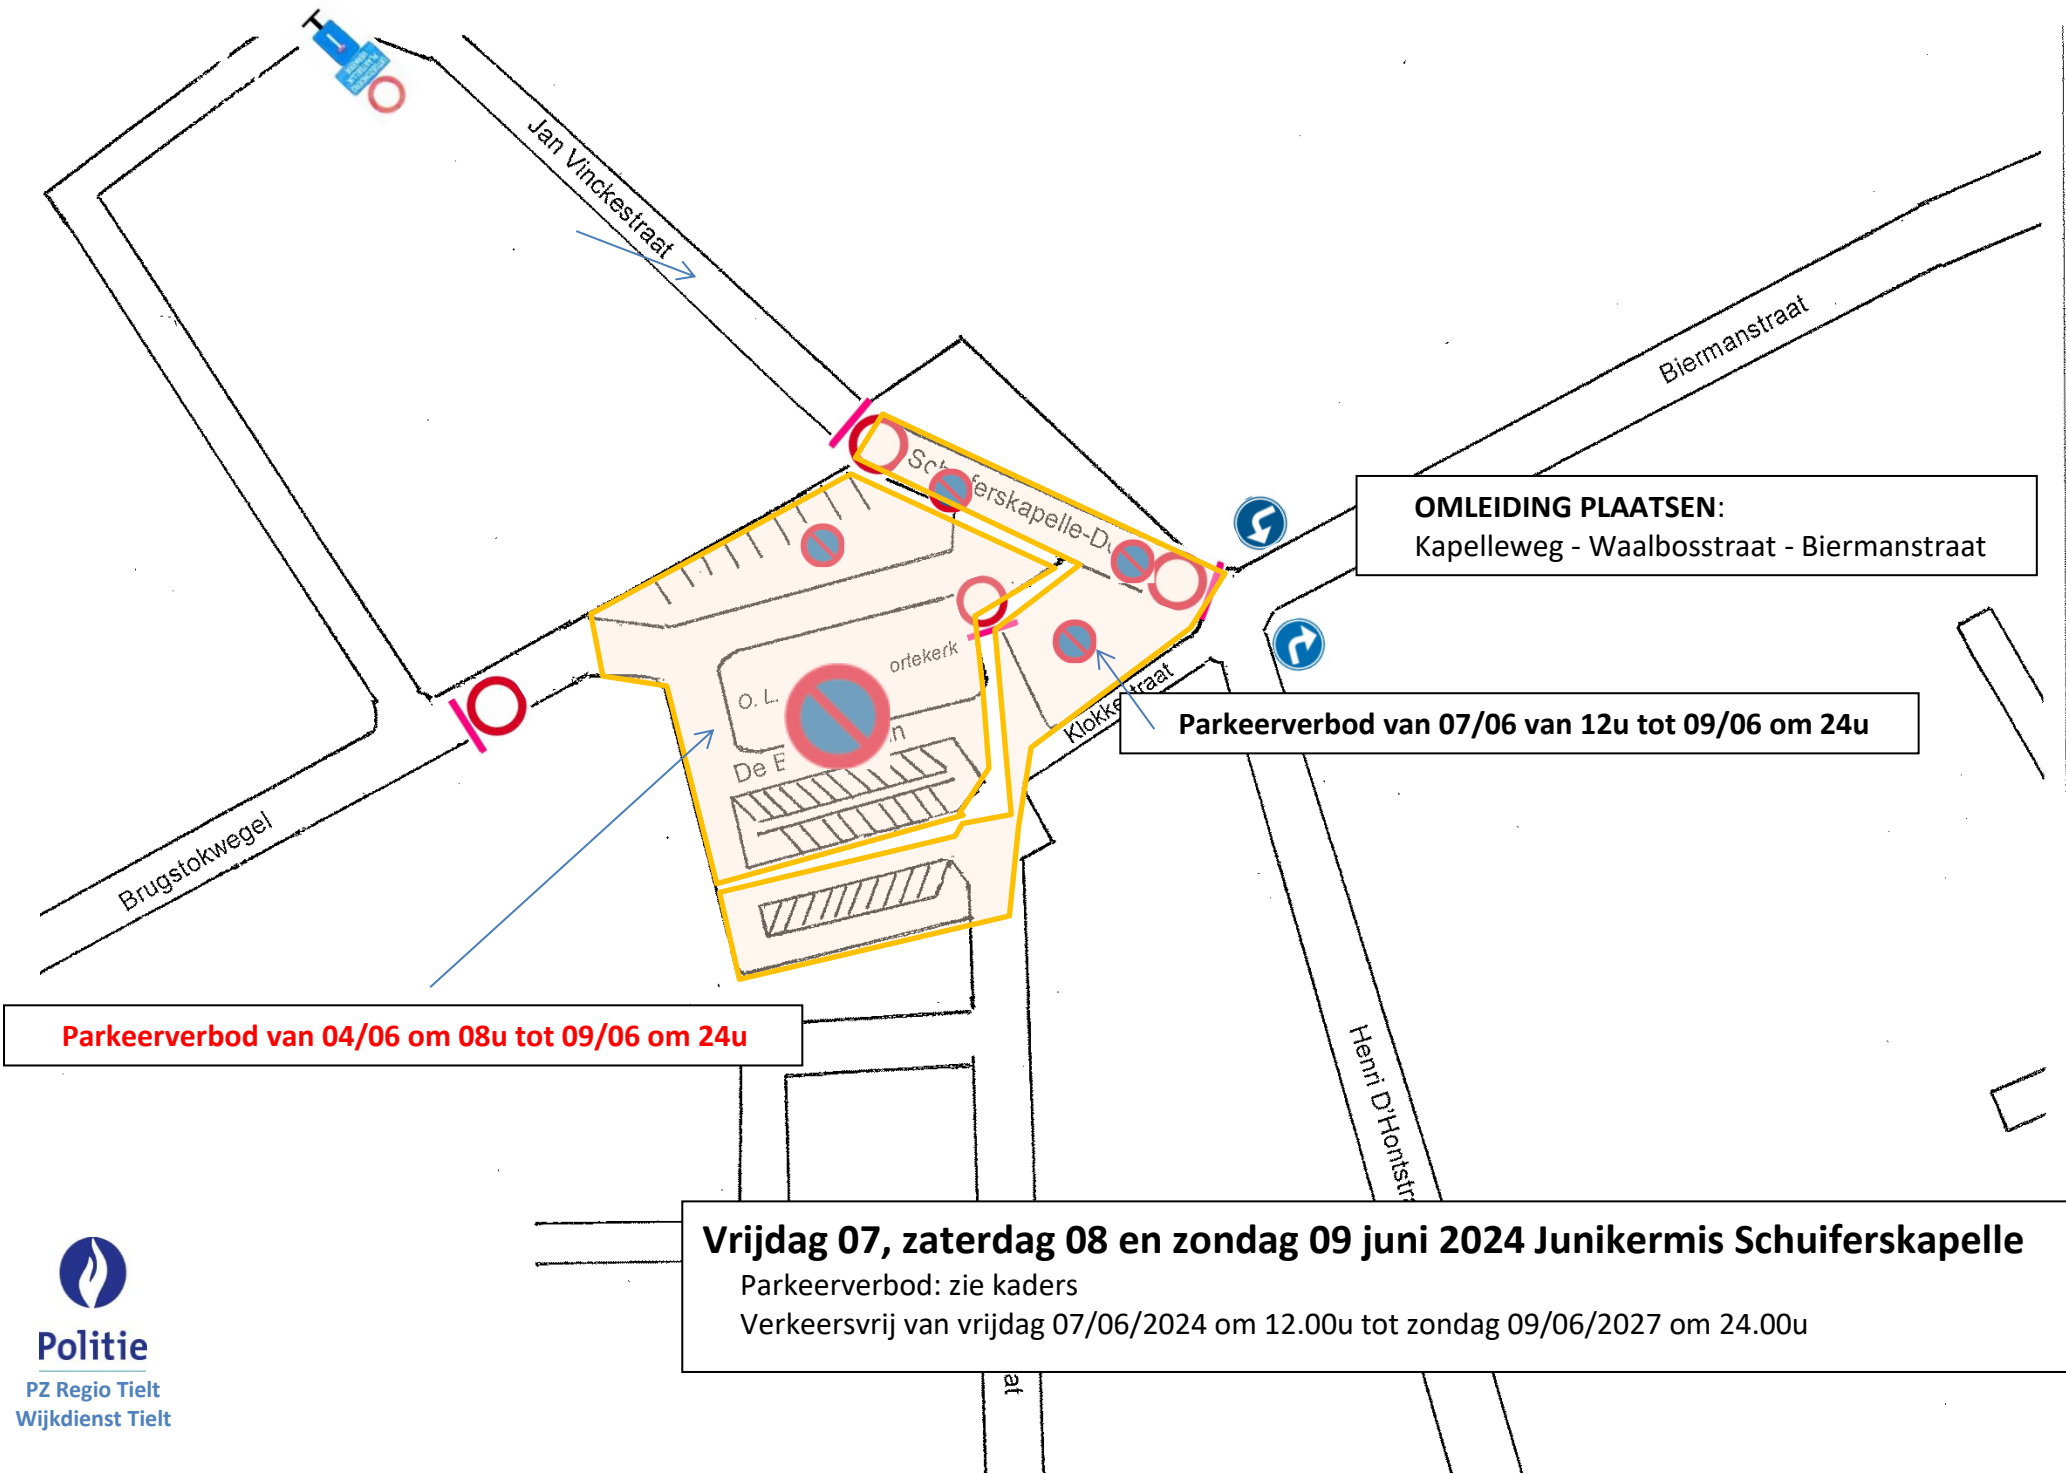 Jan Vinckestraat
Biermanstraat
OMLEIDING PLAATSEN:
Kapelleweg - Waalbosstraat - Biermanstraat
erskapelle-D
ortekerk
O. L.
De
Parkeerverbod van 07/06 van 12u tot 09/06 om 24u
Brugstokwegel
Parkeerverbod van 04/06 om 08u tot 09/06 om 24u
Henri D'Hontstr
Vrijdag 07, zaterdag 08 en zondag 09 juni 2024 Junikermis Schuiferskapelle
Parkeerverbod: zie kaders
Verkeersvrij van vrijdag 07/06/2024 om 12.00u tot zondag 09/06/2027 om 24.00u
at
Politie
PZ Regio Tielt
Wijkdienst Tielt